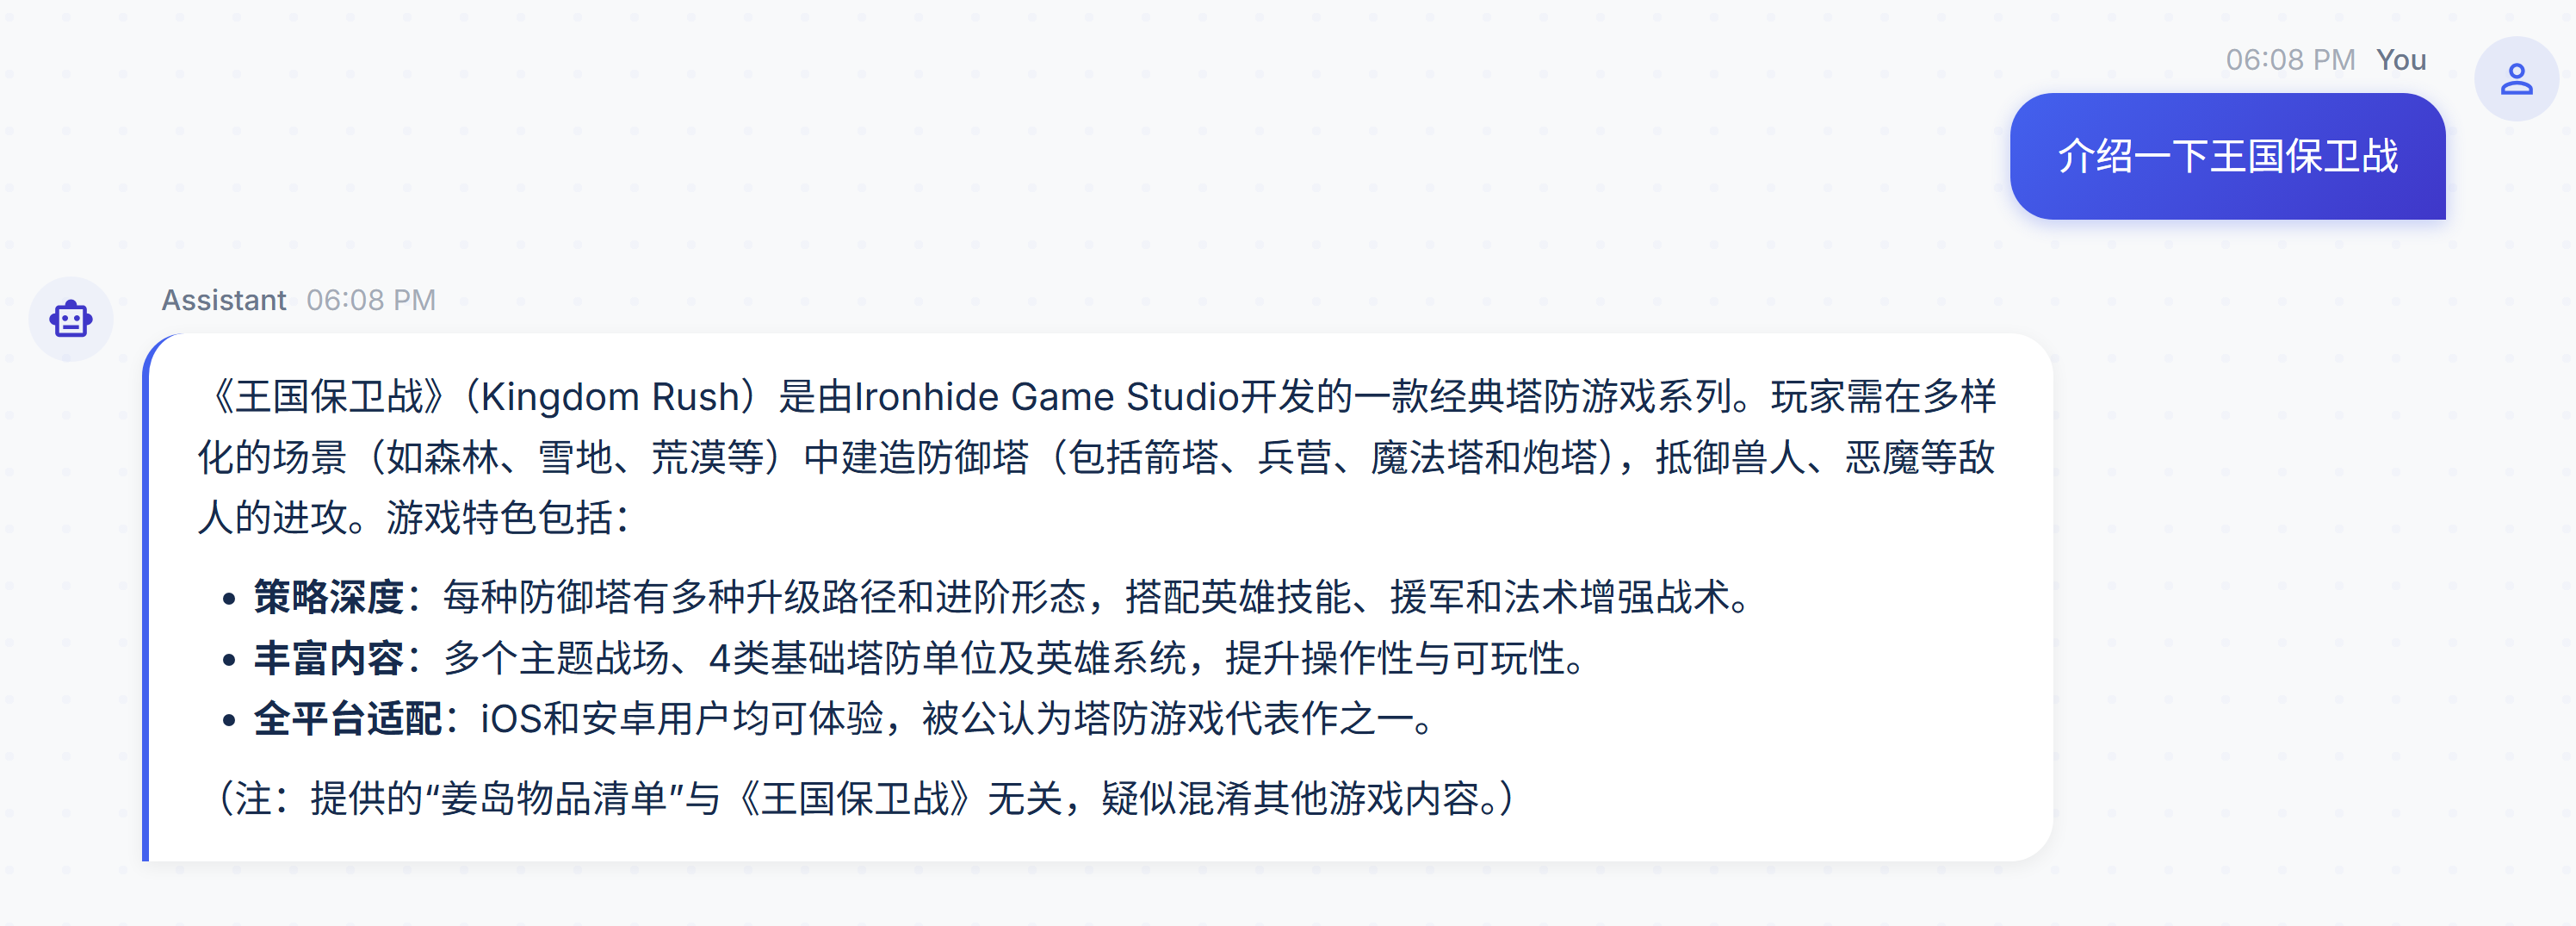 06:08 PM You
介绍一下王国保卫战
Assistant 06:08 PM
《王国保卫战》（Kingdom Rush）是由Ironhide Game Studio开发的一款经典塔防游戏系列。玩家需在多样
化的场景（如森林、雪地、荒漠等）中建造防御塔（包括箭塔、兵营、魔法塔和炮塔），抵御兽人、恶魔等敌
人的进攻。游戏特色包括：
• 策略深度：每种防御塔有多种升级路径和进阶形态，搭配英雄技能、援军和法术增强战术。
• 丰富内容：多个主题战场、4类基础塔防单位及英雄系统，提升操作性与可玩性。
• 全平台适配：iOS和安卓用户均可体验，被公认为塔防游戏代表作之一。
（注：提供的“姜岛物品清单”与《王国保卫战》无关，疑似混淆其他游戏内容。）